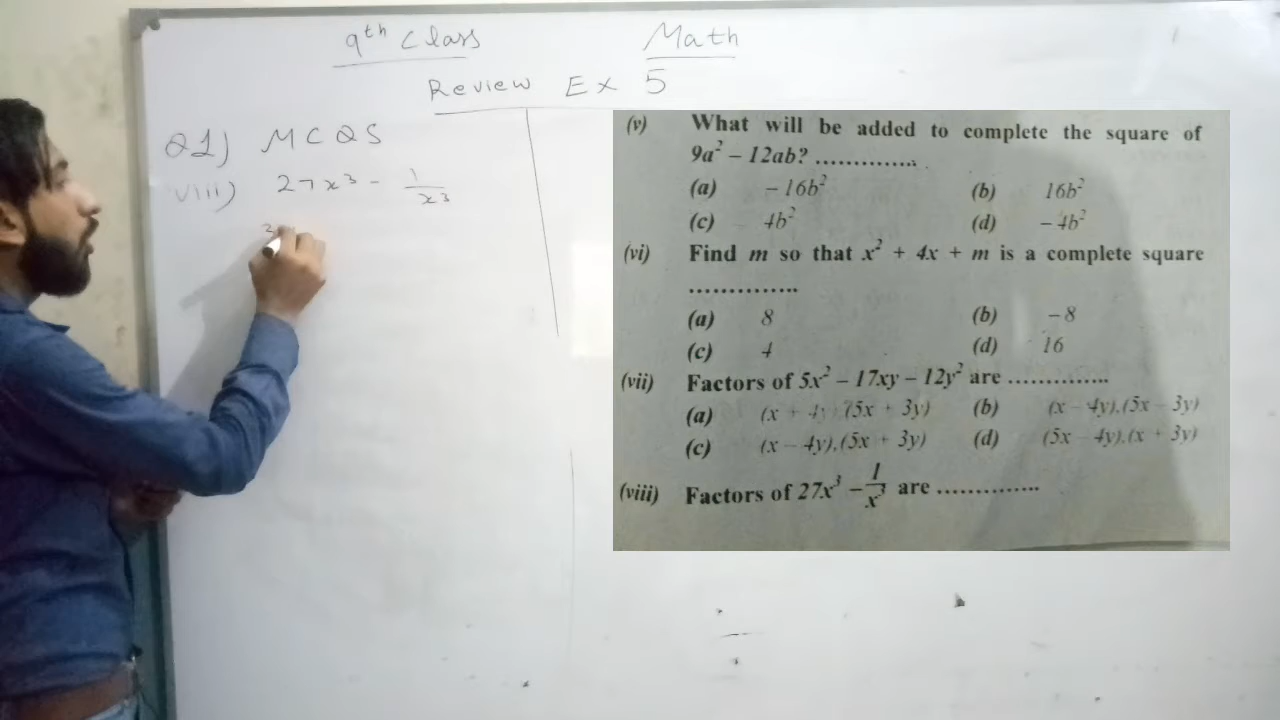 9th Class Math
Review Ex 5
Q1) MCQS
viii) 27x³ - 1/x³
3
(v) What will be added to complete the square of
9a² – 12ab? ..............
(a) – 16b² (b) 16b²
(c) 4b² (d) – 4b²
(vi) Find m so that x² + 4x + m is a complete square
..............
(a) 8 (b) – 8
(c) 4 (d) 16
(vii) Factors of 5x² – 17xy – 12y² are ..............
(a) (x + 4y).(5x + 3y) (b) (x – 4y),(5x – 3y)
(c) (x – 4y),(5x + 3y) (d) (5x – 4y),(x + 3y)
(viii) Factors of 27x³ – 1/x³ are ..............